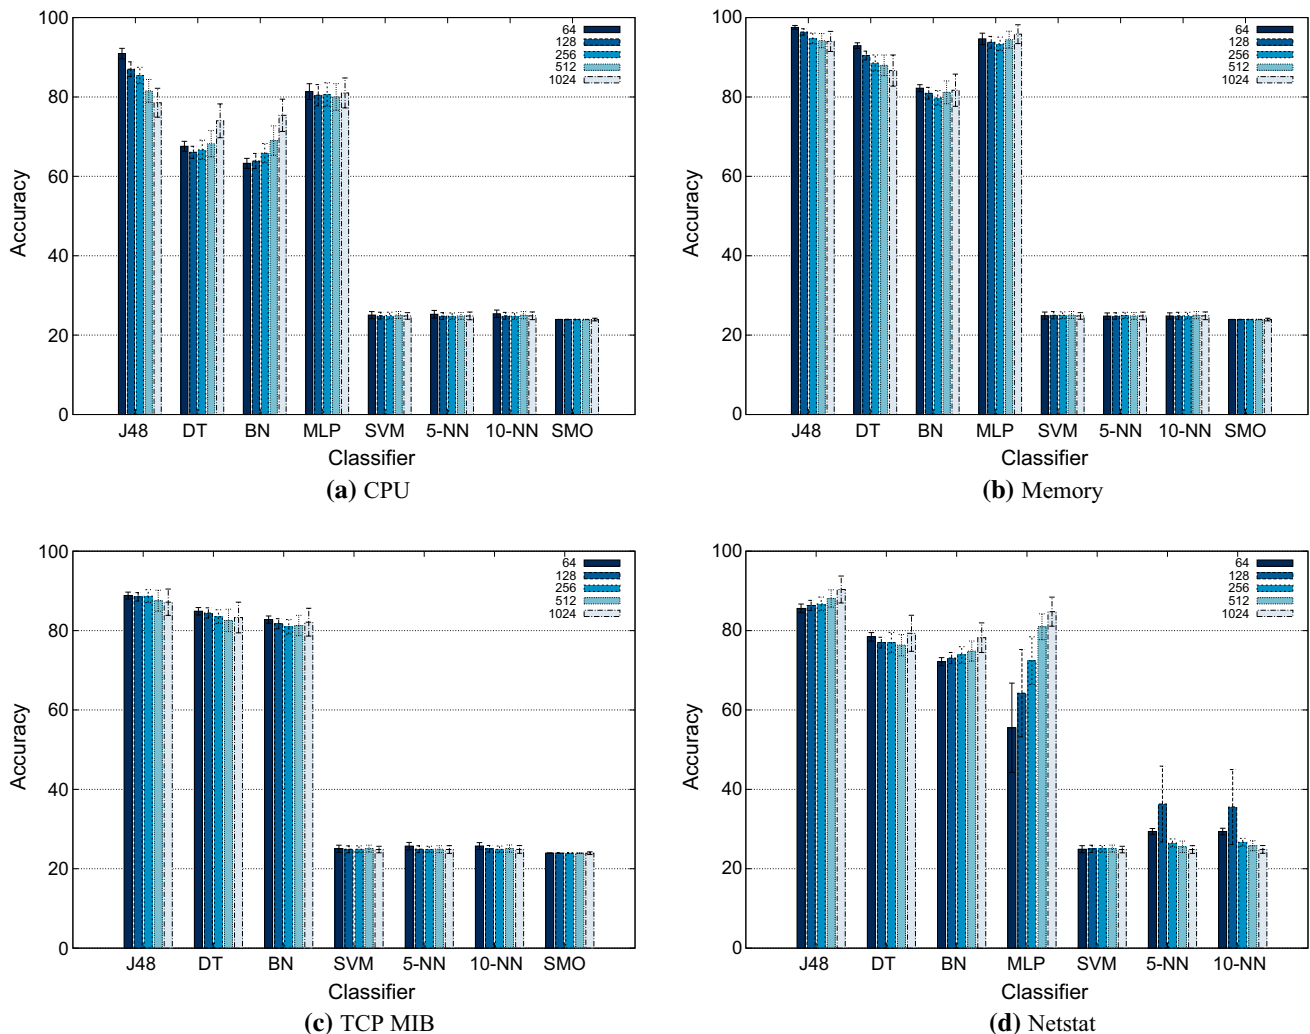 100
80
60
40
20
0
Accuracy
64
128
256
512
1024
J48 DT BN MLP SVM 5-NN 10-NN SMO
Classifier
(a) CPU
100
80
60
40
20
0
Accuracy
64
128
256
512
1024
J48 DT BN MLP SVM 5-NN 10-NN SMO
Classifier
(b) Memory
100
80
60
40
20
0
Accuracy
64
128
256
512
1024
J48 DT BN SVM 5-NN 10-NN SMO
Classifier
(c) TCP MIB
100
80
60
40
20
0
Accuracy
64
128
256
512
1024
J48 DT BN MLP SVM 5-NN 10-NN
Classifier
(d) Netstat